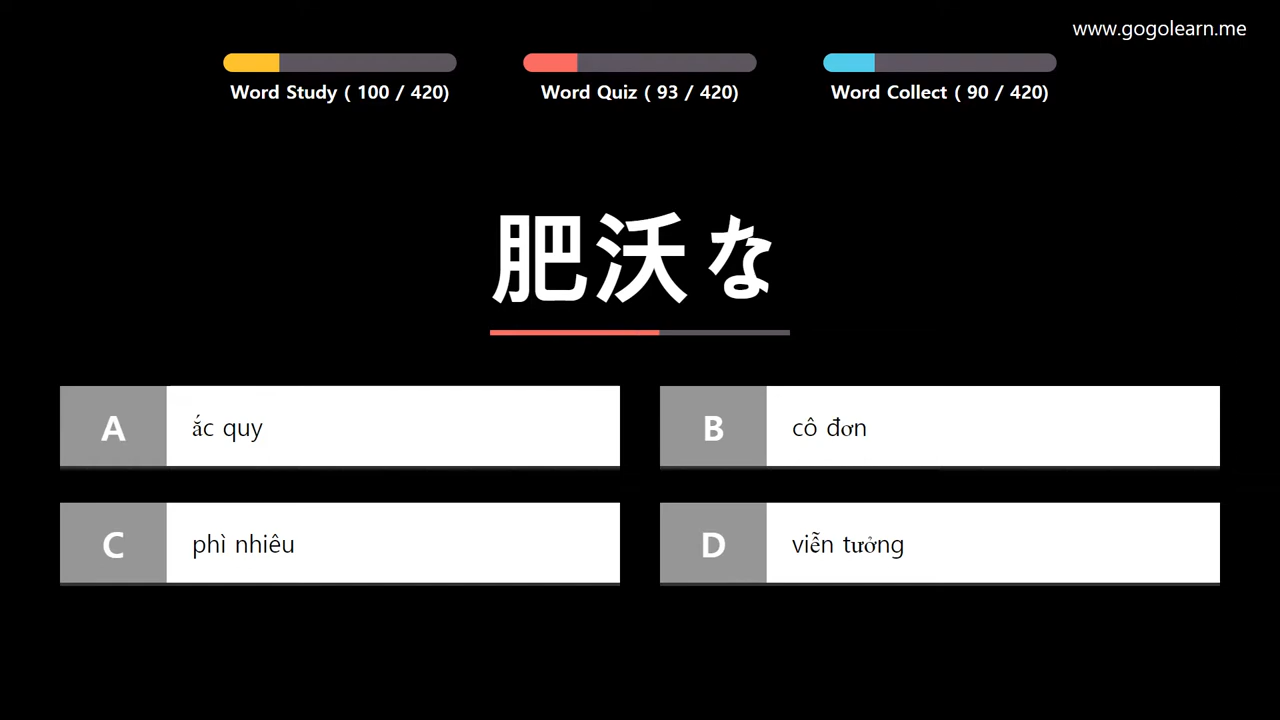 www.gogolearn.me
Word Study ( 100 / 420)
Word Quiz ( 93 / 420)
Word Collect ( 90 / 420)
肥沃な
A ắc quy
B cô đơn
C phì nhiêu
D viễn tưởng